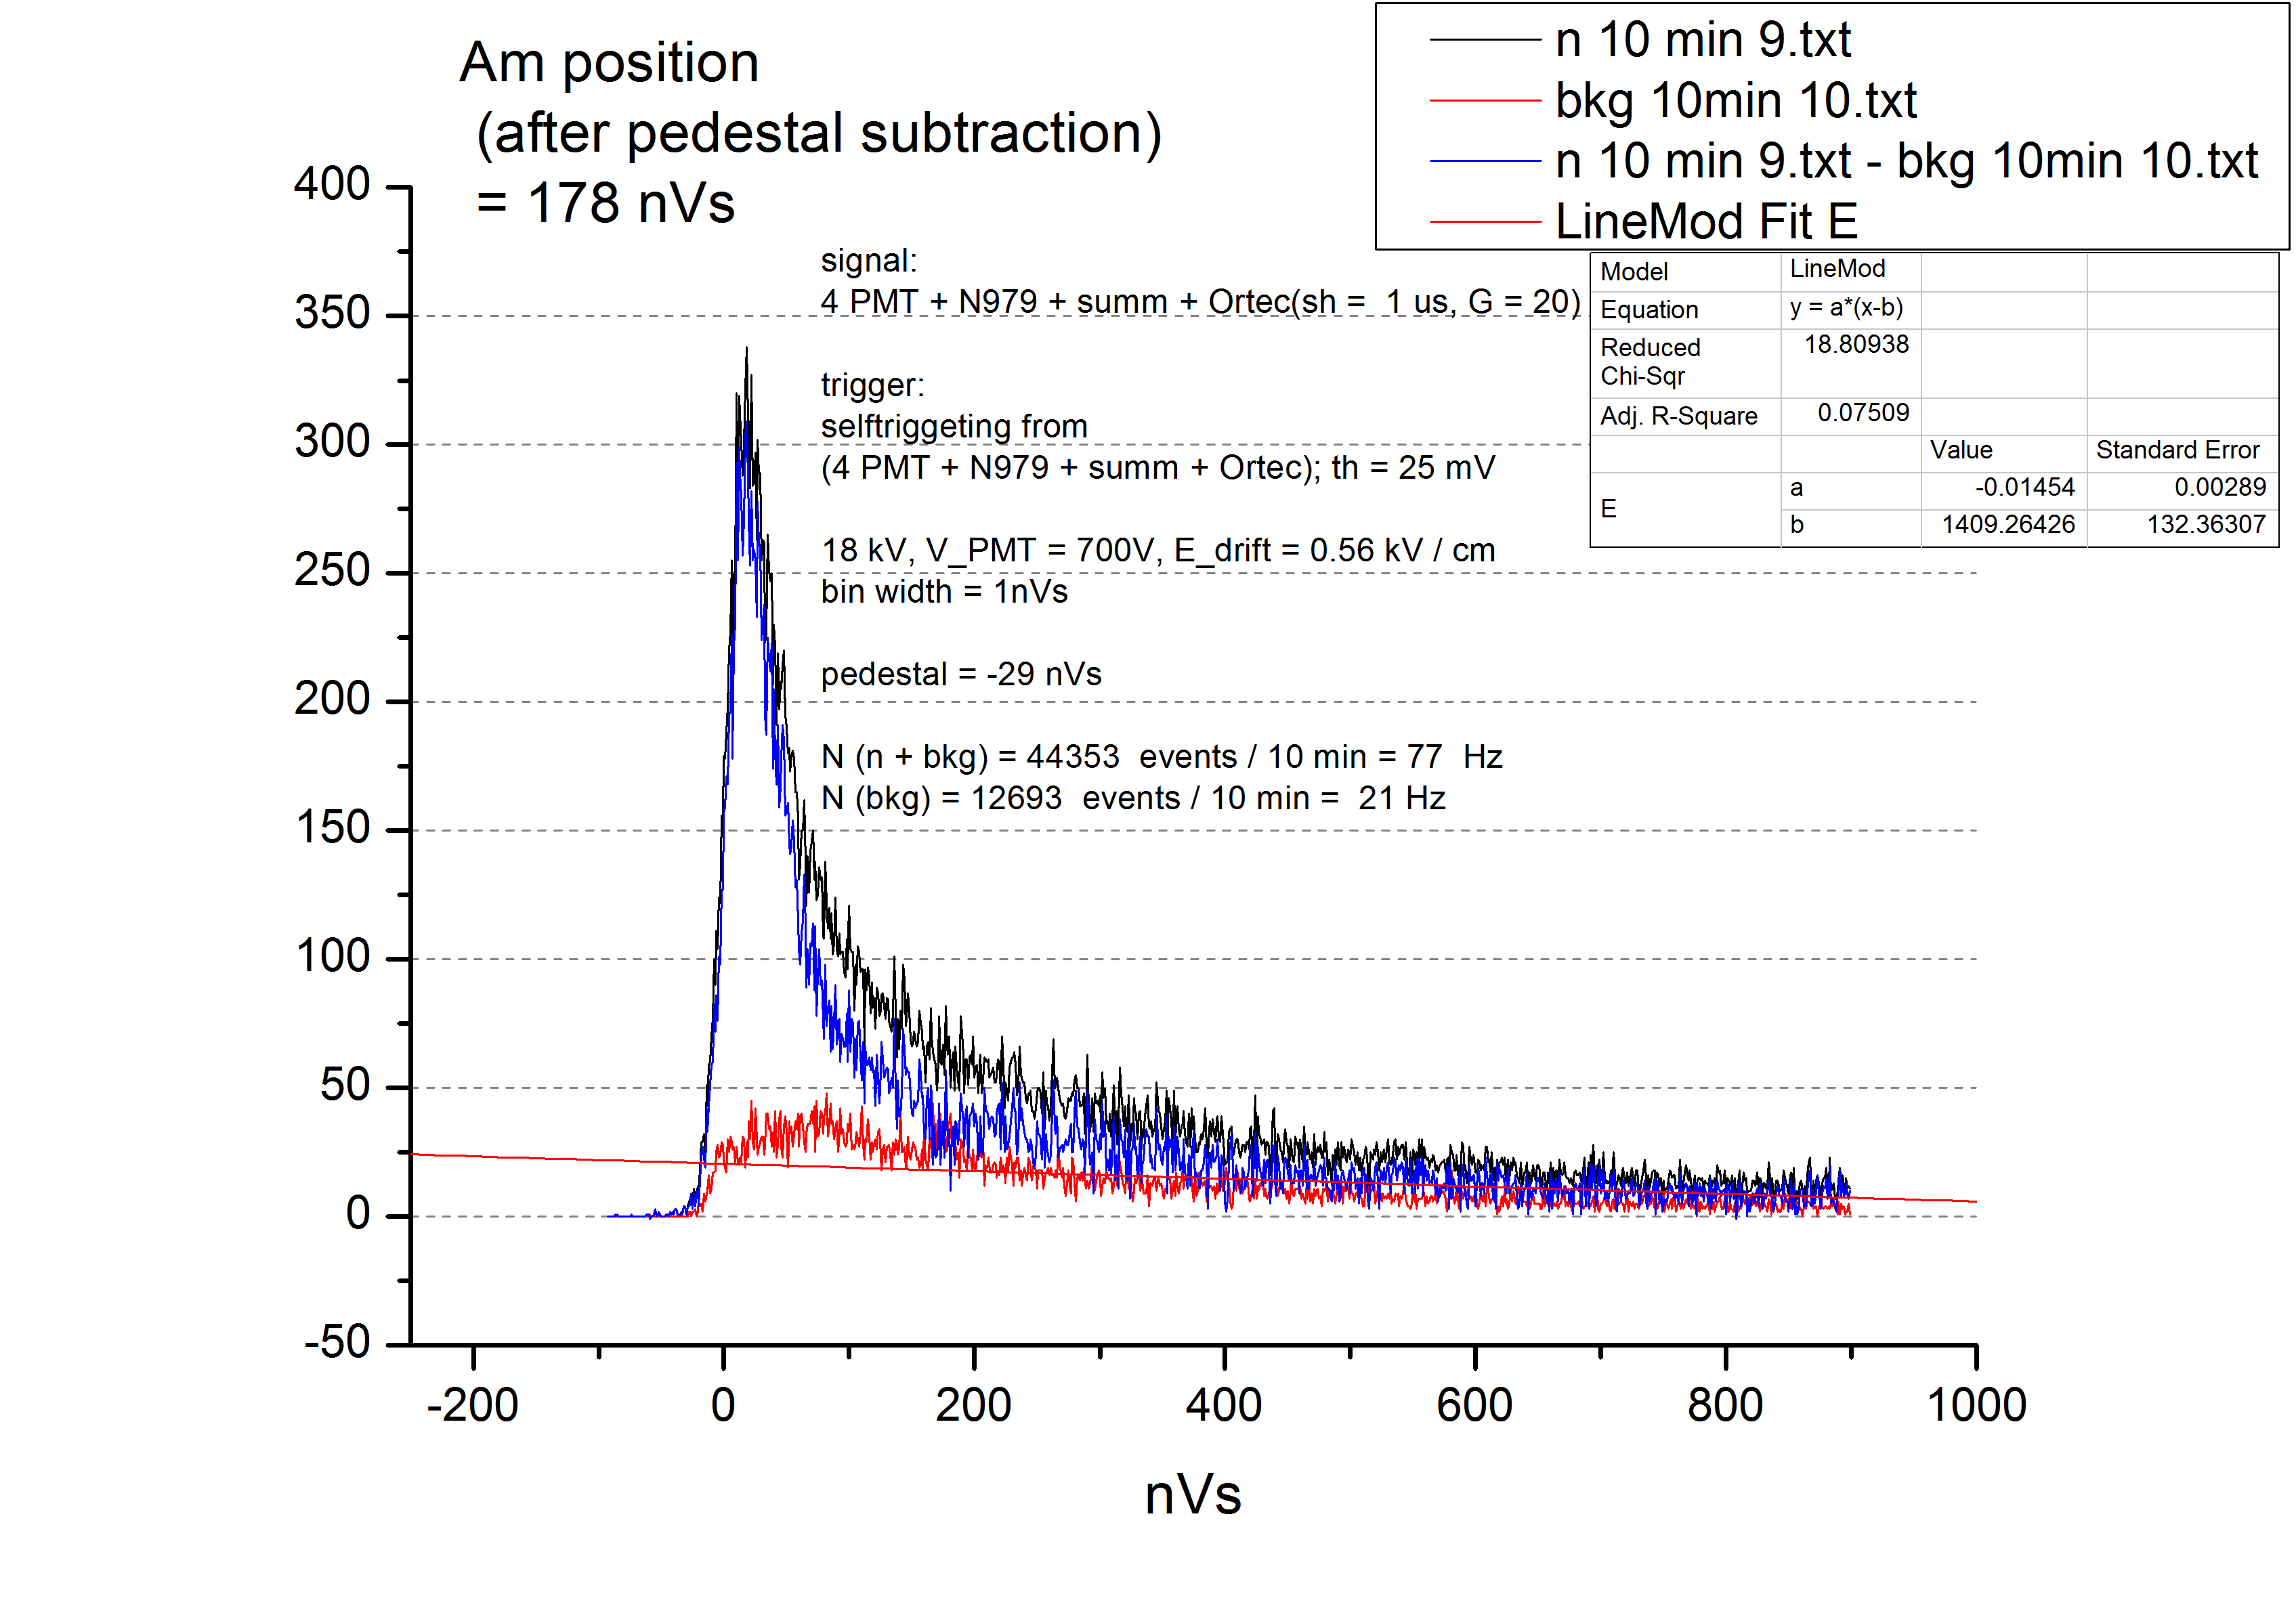 Am position
(after pedestal subtraction)
= 178 nVs
n 10 min 9.txt
bkg 10min 10.txt
n 10 min 9.txt - bkg 10min 10.txt
LineMod Fit E
signal:
4 PMT + N979 + summ + Ortec(sh =  1 us, G = 20)
trigger:
selftriggeting from
(4 PMT + N979 + summ + Ortec); th = 25 mV
18 kV, V_PMT = 700V, E_drift = 0.56 kV / cm
bin width = 1nVs
pedestal = -29 nVs
N (n + bkg) = 44353  events / 10 min = 77  Hz
N (bkg) = 12693  events / 10 min =  21 Hz
Model LineMod
Equation y = a*(x-b)
Reduced Chi-Sqr 18.80938
Adj. R-Square 0.07509
Value Standard Error
E a -0.01454 0.00289
b 1409.26426 132.36307
400
350
300
250
200
150
100
50
0
-50
-200 0 200 400 600 800 1000
nVs